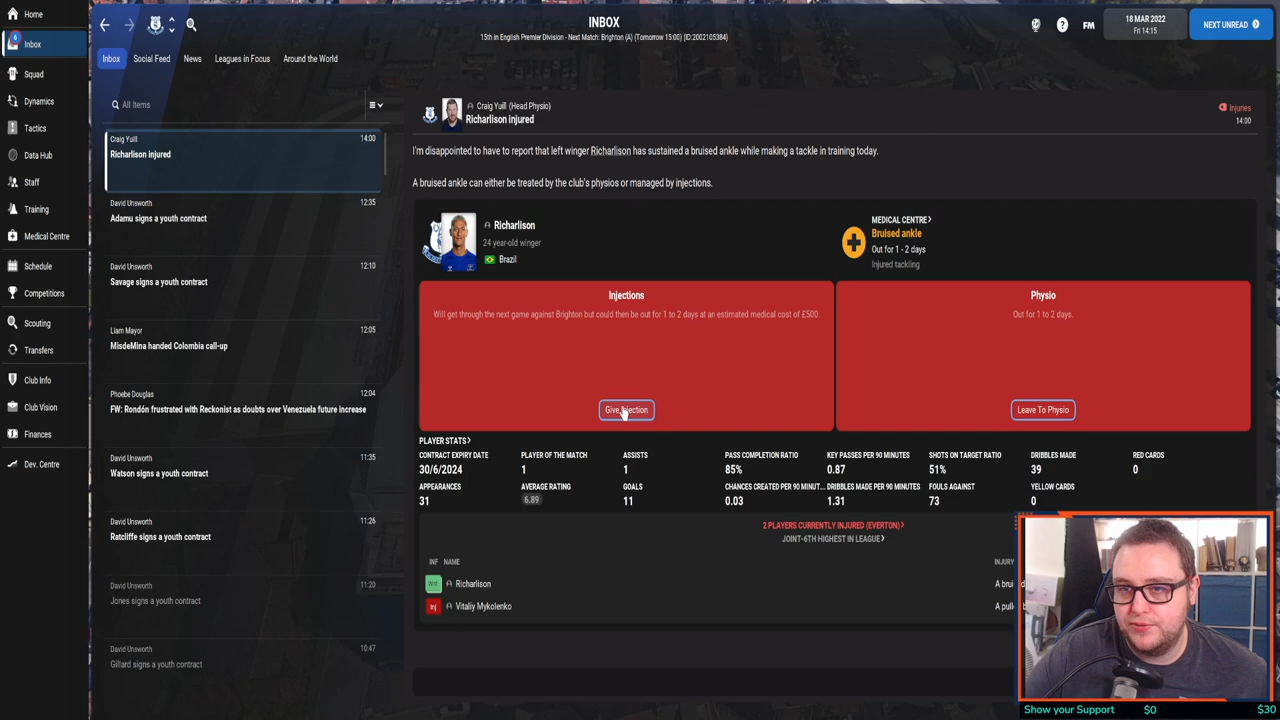 Home
Inbox
Squad
Dynamics
Tactics
Data Hub
Staff
Training
Medical Centre
Schedule
Competitions
Scouting
Transfers
Club Info
Club Vision
Finances
Dev. Centre
INBOX
15th in English Premier Division - Next Match: Brighton (A) (Tomorrow 15:00) (ID:2002105384)
FM
18 MAR 2022
Fri 14:15
NEXT UNREAD
Inbox
Social Feed
News
Leagues in Focus
Around the World
All Items
Craig Yuill 14:00
Richarlison injured
David Unsworth 12:35
Adamu signs a youth contract
David Unsworth 12:10
Savage signs a youth contract
Liam Mayor 12:05
MisdeMina handed Colombia call-up
Phoebe Douglas 12:04
FW: Rondón frustrated with Reckonist as doubts over Venezuela future increase
David Unsworth 11:35
Watson signs a youth contract
David Unsworth 11:26
Ratcliffe signs a youth contract
David Unsworth 11:20
Jones signs a youth contract
David Unsworth 10:47
Gillard signs a youth contract
Craig Yuill (Head Physio)
Richarlison injured
Injuries
14:00
I'm disappointed to have to report that left winger Richarlison has sustained a bruised ankle while making a tackle in training today.
A bruised ankle can either be treated by the club's physios or managed by injections.
Richarlison
24 year-old winger
Brazil
MEDICAL CENTRE>
Bruised ankle
Out for 1 - 2 days
Injured tackling
Injections
Will get through the next game against Brighton but could then be out for 1 to 2 days at an estimated medical cost of £500.
Give Injection
Physio
Out for 1 to 2 days.
Leave To Physio
PLAYER STATS>
CONTRACT EXPIRY DATE PLAYER OF THE MATCH ASSISTS PASS COMPLETION RATIO KEY PASSES PER 90 MINUTES SHOTS ON TARGET RATIO DRIBBLES MADE RED CARDS
30/6/2024 1 1 85% 0.87 51% 39 0
APPEARANCES AVERAGE RATING GOALS CHANCES CREATED PER 90 MINUT... DRIBBLES MADE PER 90 MINUTES FOULS AGAINST YELLOW CARDS
31 6.89 11 0.03 1.31 73 0
2 PLAYERS CURRENTLY INJURED (EVERTON)>
JOINT-6TH HIGHEST IN LEAGUE>
INF NAME INJURY
Richarlison A brui
Inj Vitaliy Mykolenko A pull
Show your Support $0 $30